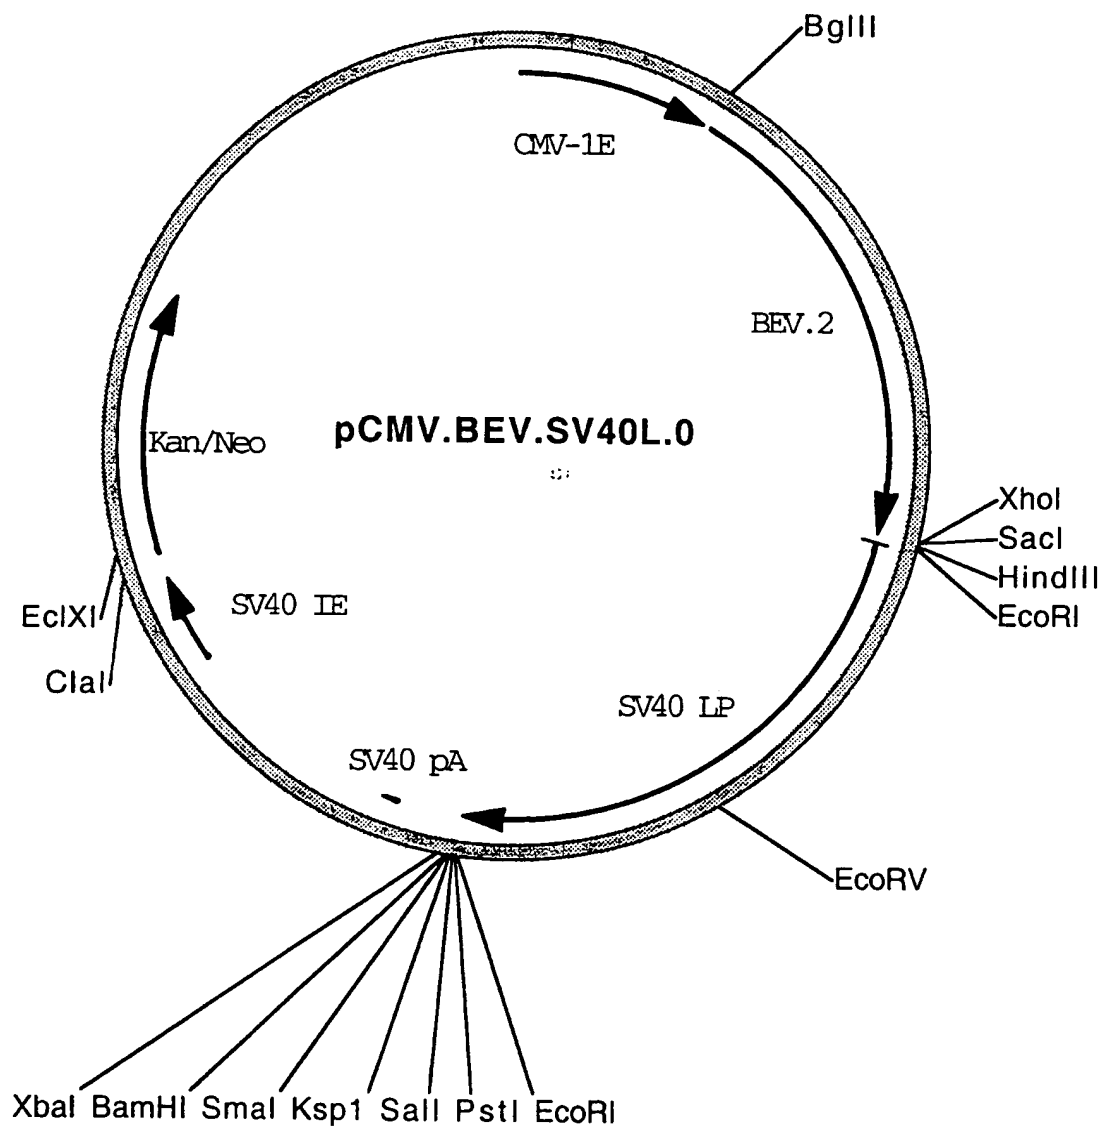 BglII
CMV-1E
BEV.2
Kan/Neo
pCMV.BEV.SV40L.0
XhoI
SacI
HindIII
EcoRI
EclXI
SV40 IE
ClaI
SV40 LP
SV40 pA
EcoRV
XbaI BamHI SmaI Ksp1 SalI PstI EcoRI